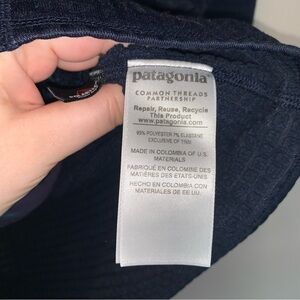 patagonia
COMMON THREADS
PARTNERSHIP
Repair, Reuse, Recycle
This Product
www.patagonia.com
93% POLYESTER 7% ELASTANE
EXCLUSIVE OF TRIM
MADE IN COLOMBIA OF U.S.
MATERIALS
FABRIQUÉ EN COLOMBIE DES
MATIÈRES DES ÉTATS-UNIS
HECHO EN COLOMBIA CON
MATERIALES DE EE UU.